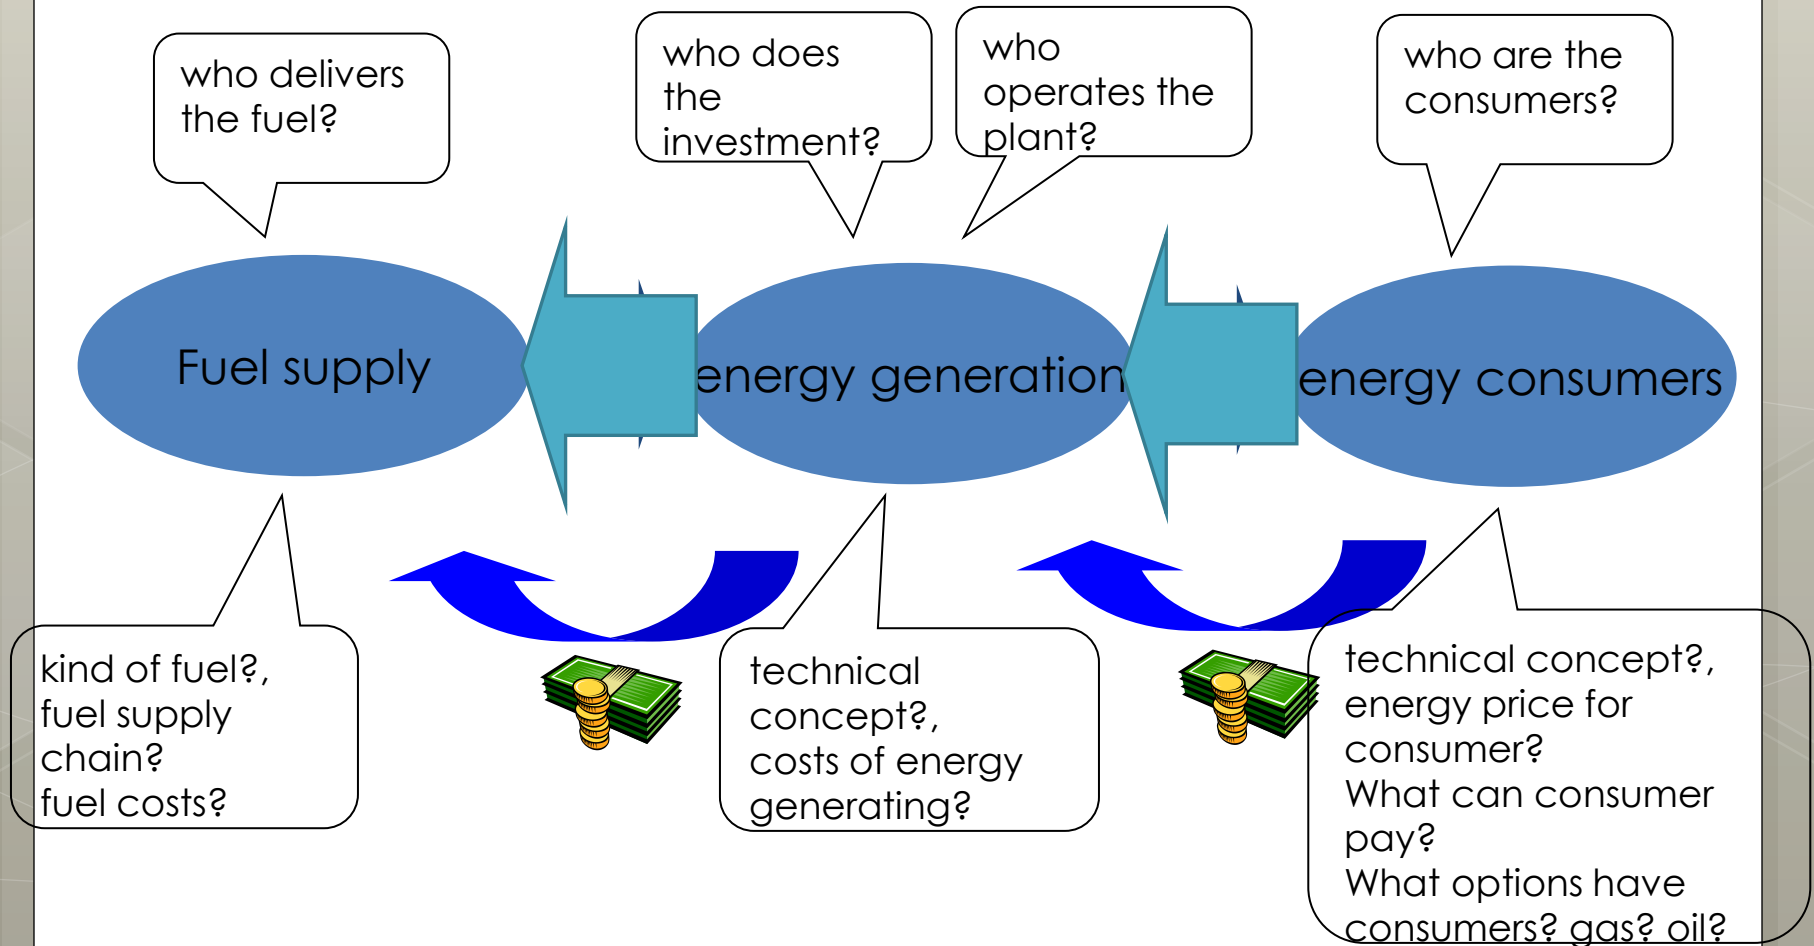 who delivers
the fuel?
who does
the
investment?
who
operates the
plant?
who are the
consumers?
Fuel supply
energy generation
energy consumers
kind of fuel?,
fuel supply
chain?
fuel costs?
technical
concept?,
costs of energy
generating?
technical concept?,
energy price for
consumer?
What can consumer
pay?
What options have
consumers? gas? oil?